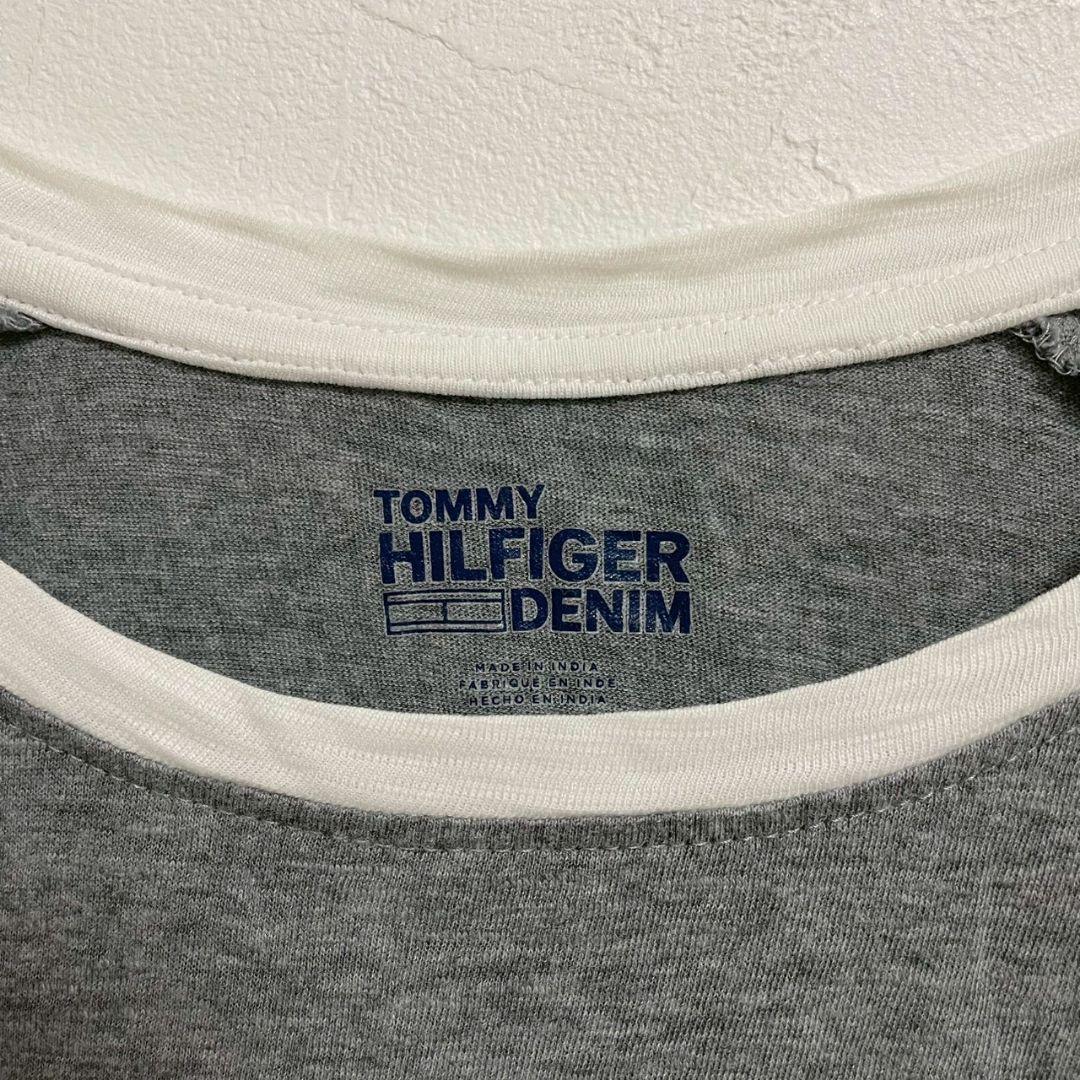 TOMMY
HILFIGER
DENIM
MADE IN INDIA
FABRIQUE EN INDE
HECHO EN INDIA